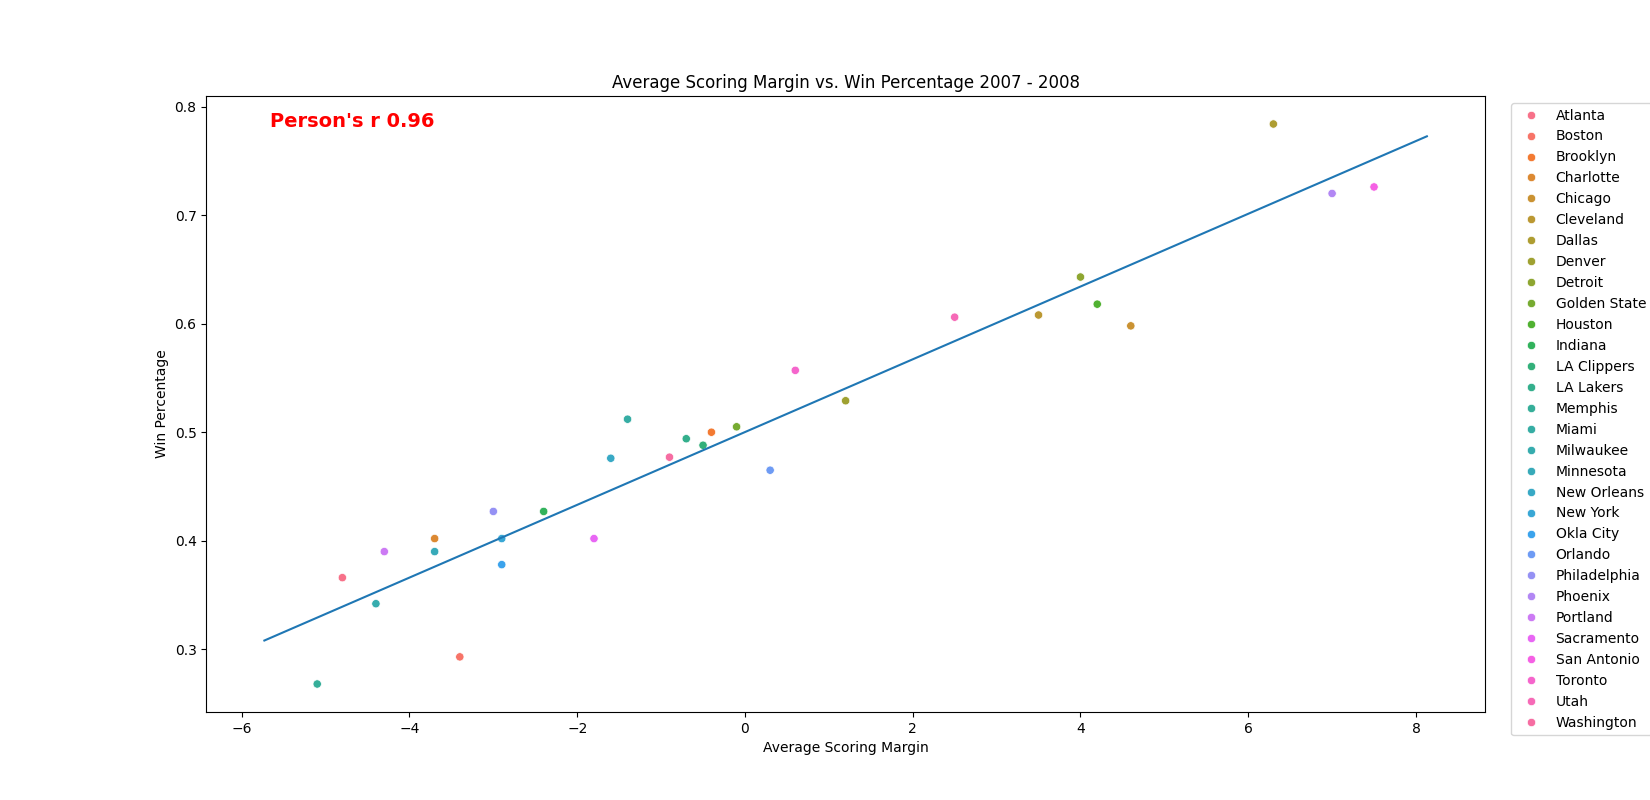 Average Scoring Margin vs. Win Percentage 2007 - 2008
Person's r 0.96
Win Percentage
0.8
0.7
0.6
0.5
0.4
0.3
−6
−4
−2
0
2
4
6
8
Average Scoring Margin
Atlanta
Boston
Brooklyn
Charlotte
Chicago
Cleveland
Dallas
Denver
Detroit
Golden State
Houston
Indiana
LA Clippers
LA Lakers
Memphis
Miami
Milwaukee
Minnesota
New Orleans
New York
Okla City
Orlando
Philadelphia
Phoenix
Portland
Sacramento
San Antonio
Toronto
Utah
Washington